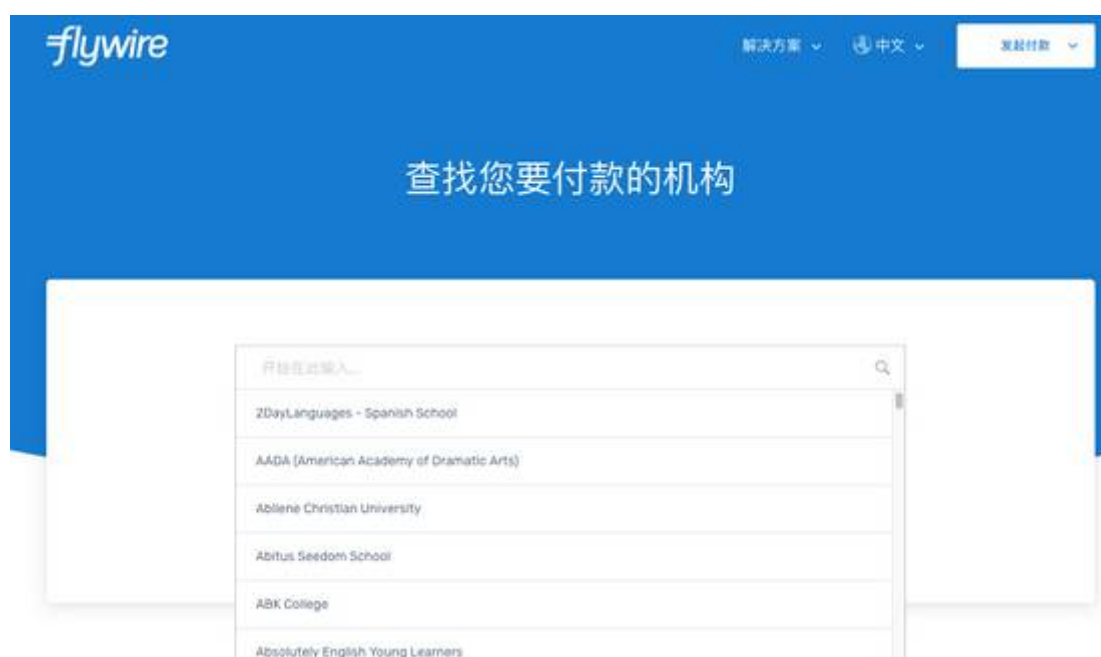 flywire
解决方案
中文
发起付款
查找您要付款的机构
开始在此输入...
2DayLanguages - Spanish School
AADA (American Academy of Dramatic Arts)
Abilene Christian University
Abitus Seedom School
ABK College
Absolutely English Young Learners